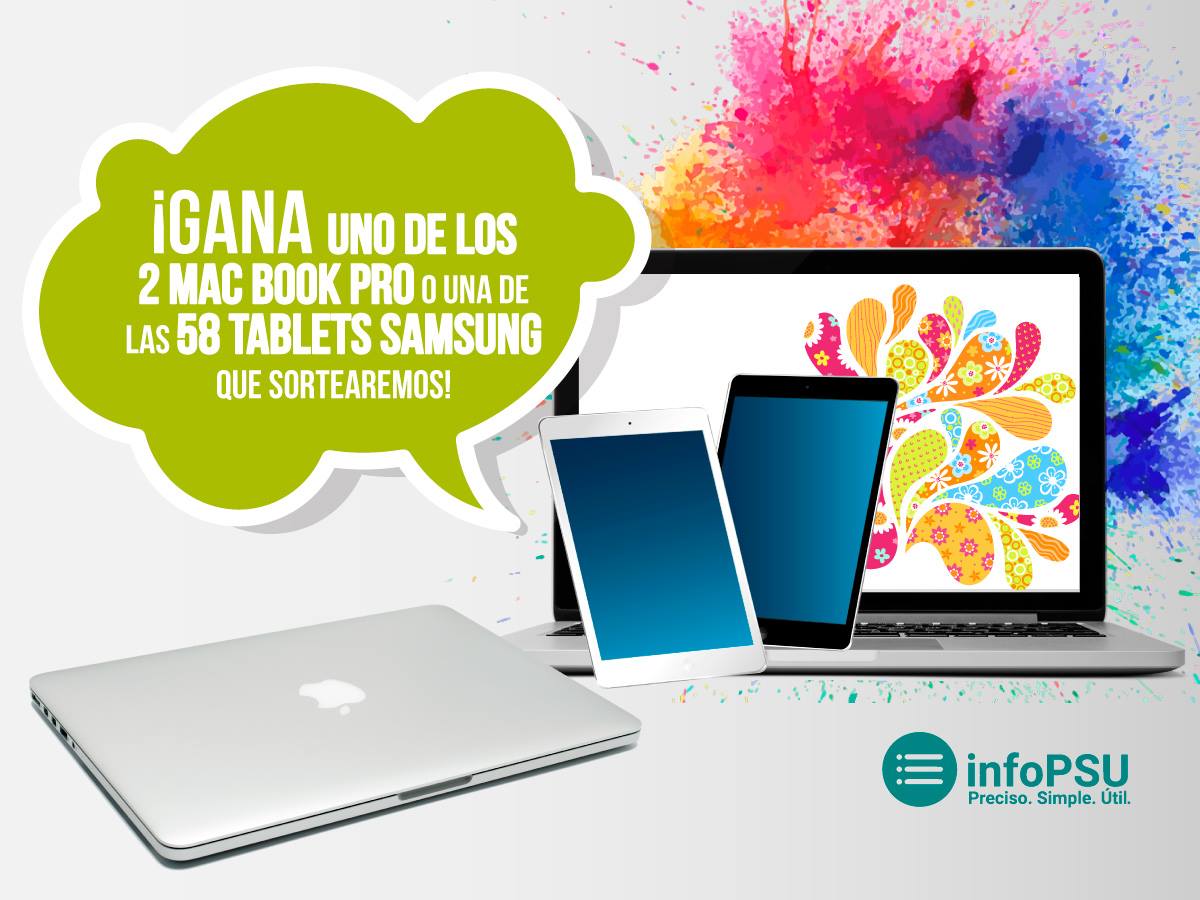 ¡GANA UNO DE LOS
2 MAC BOOK PRO O UNA DE
LAS 58 TABLETS SAMSUNG
QUE SORTEAREMOS!
infoPSU
Preciso. Simple. Útil.